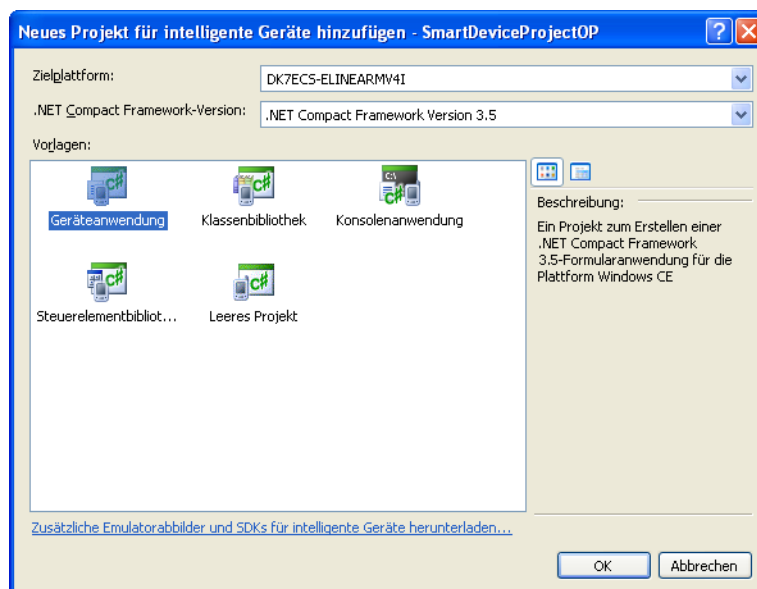 Neues Projekt für intelligente Geräte hinzufügen - SmartDeviceProjectOP
Zielplattform:
DK7ECS-ELINEARMV4I
.NET Compact Framework-Version:
.NET Compact Framework Version 3.5
Vorlagen:
Geräteanwendung
Klassenbibliothek
Konsolenanwendung
Steuerelementbibliot...
Leeres Projekt
Beschreibung:
Ein Projekt zum Erstellen einer
.NET Compact Framework
3.5-Formularanwendung für die
Plattform Windows CE
Zusätzliche Emulatorabbilder und SDKs für intelligente Geräte herunterladen...
OK
Abbrechen